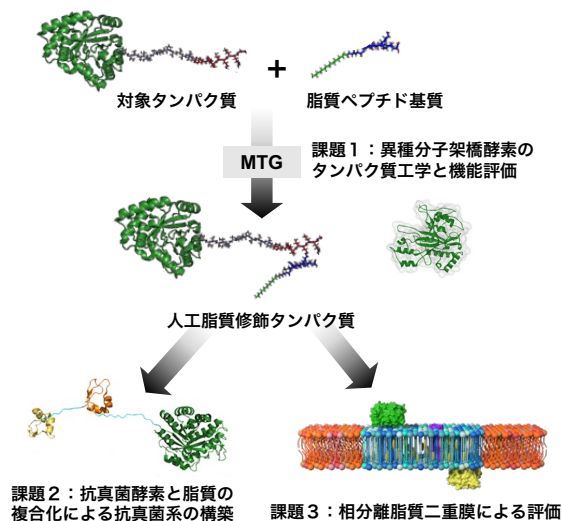 +
対象タンパク質
脂質ペプチド基質
MTG
課題1：異種分子架橋酵素の
タンパク質工学と機能評価
人工脂質修飾タンパク質
課題2：抗真菌酵素と脂質の
複合化による抗真菌系の構築
課題3：相分離脂質二重膜による評価